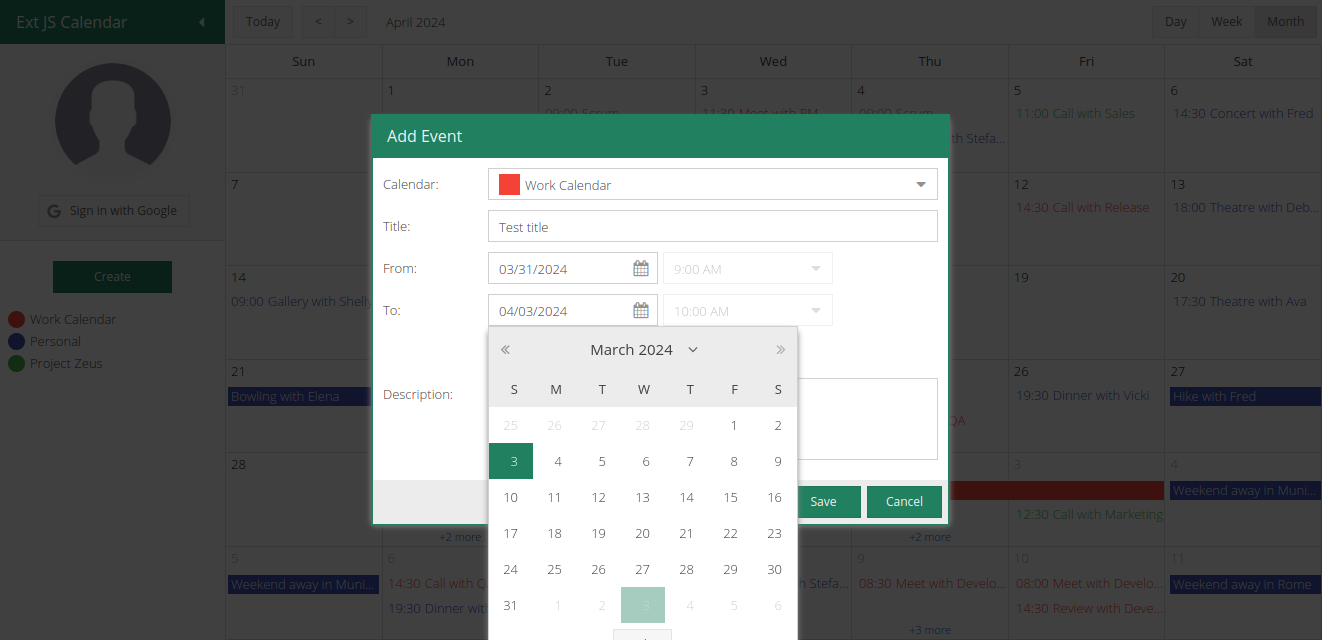 Ext JS Calendar
Today < > April 2024 Day Week Month
Sun Mon Tue Wed Thu Fri Sat
31 1 2 3 4 5 6
09:00 Scrum 11:30 Meet with PM 09:00 Scrum 11:00 Call with Sales 14:30 Concert with Fred
Add Event
th Stefa...
Calendar: Work Calendar
7 12 13
Sign in with Google
14:30 Call with Release 18:00 Theatre with Deb...
Title: Test title
From: 03/31/2024 9:00 AM
Create
14 19 20
09:00 Gallery with Shelly 17:30 Theatre with Ava
To: 04/03/2024 10:00 AM
Work Calendar
Personal
Project Zeus
« March 2024 »
21 26 27
S M T W T F S
Bowling with Elena Description: 19:30 Dinner with Vicki Hike with Fred
25 26 27 28 29 1 2
QA
28 3 4 5 6 7 8 9 3 4
Weekend away in Muni...
10 11 12 13 14 15 16
Save Cancel
12:30 Call with Marketing
+2 more 17 18 19 20 21 22 23 +2 more
5 6 9 10 11
24 25 26 27 28 29 30
Weekend away in Muni... 14:30 Call with Q Stefa... 08:30 Meet with Develo... 08:00 Meet with Develo... Weekend away in Rome
31 1 2 3 4 5 6
19:30 Dinner wit 14:30 Review with Deve...
+3 more